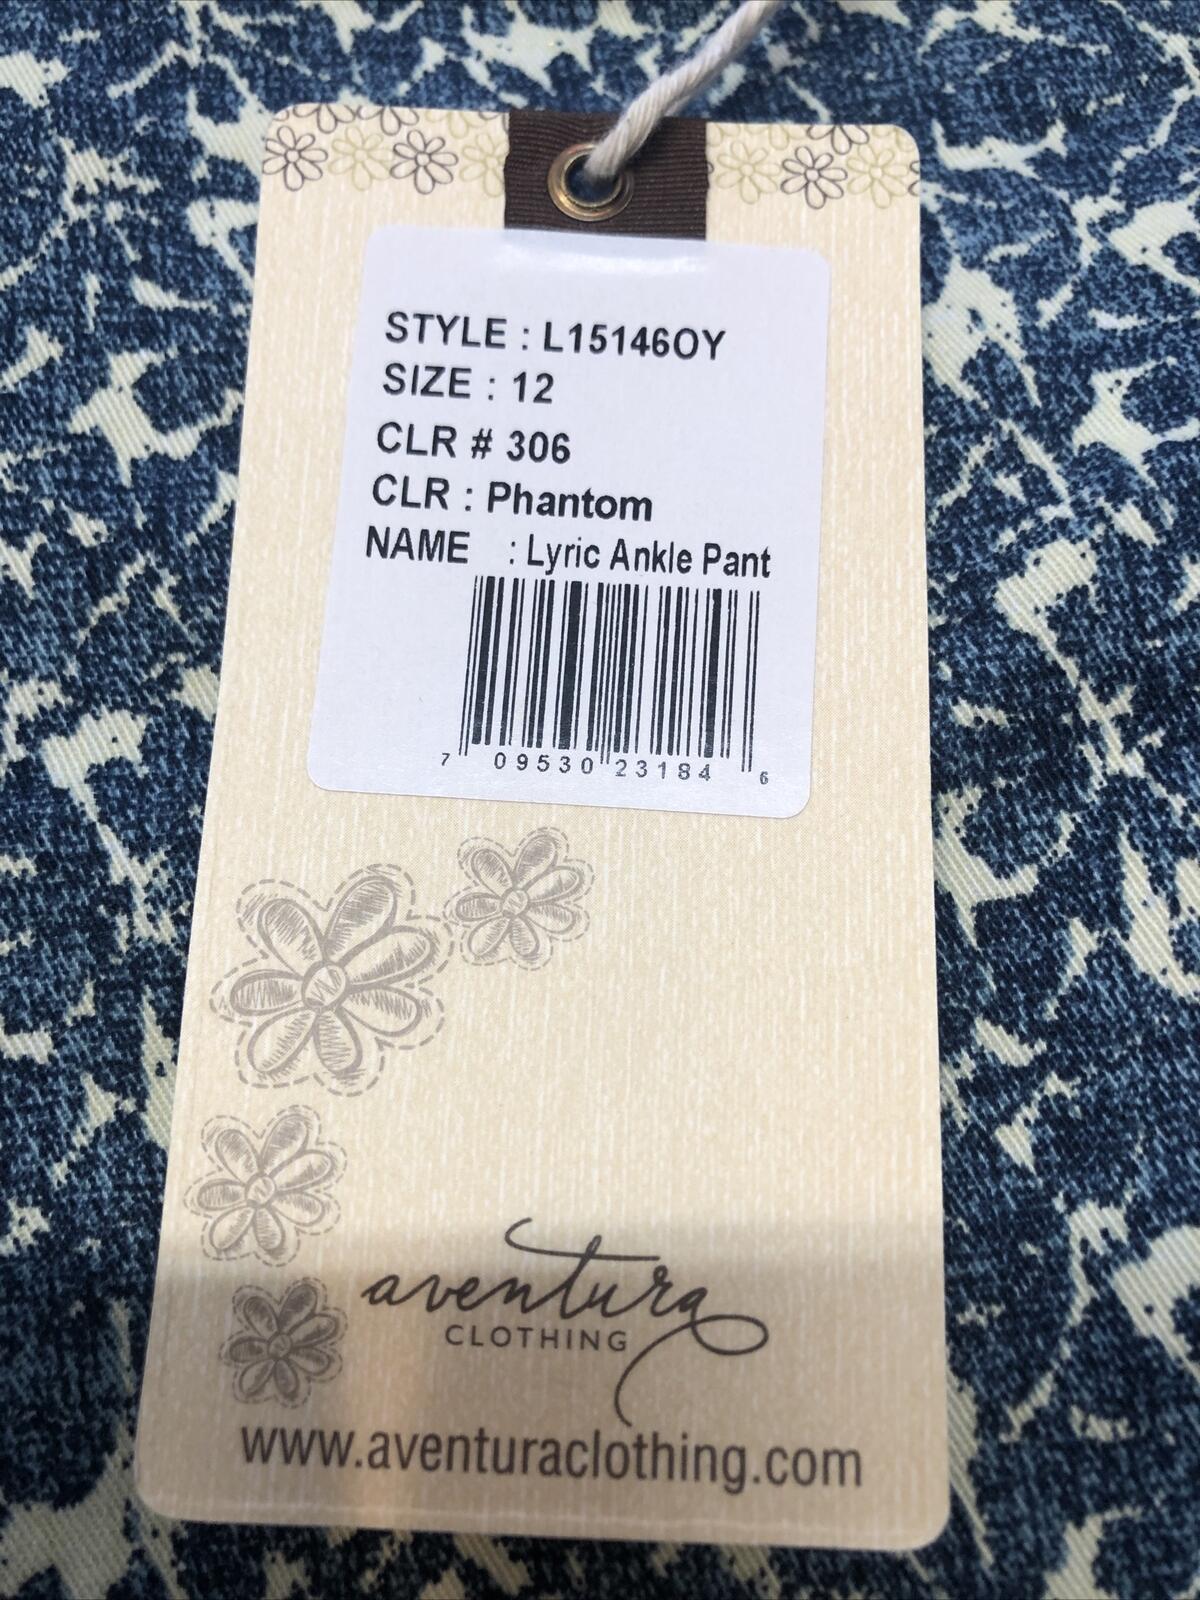 STYLE : L15146OY
SIZE : 12
CLR # 306
CLR : Phantom
NAME : Lyric Ankle Pant
7 09530 23184 6
aventura
CLOTHING
www.aventuraclothing.com